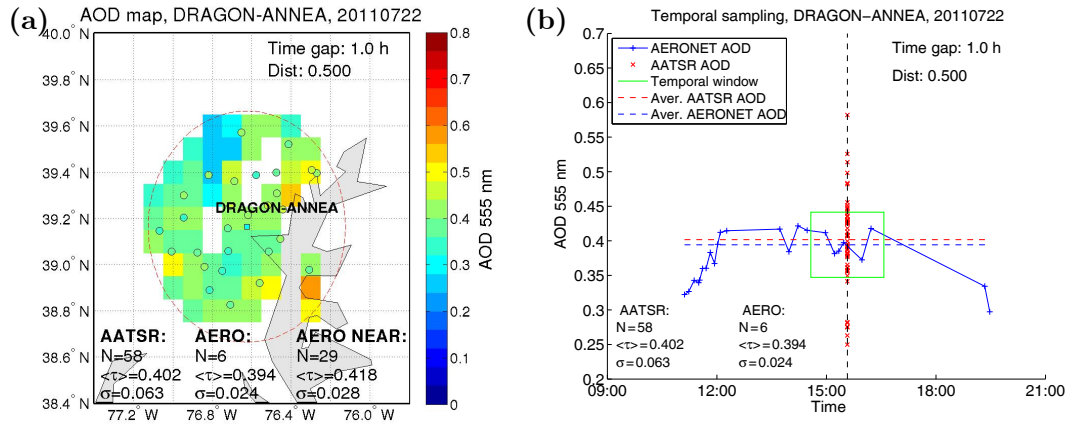 (a)
AOD map, DRAGON-ANNEA, 20110722
40.0° N
39.8° N
39.6° N
39.4° N
39.2° N
39.0° N
38.8° N
38.6° N
38.4° N
77.2° W
76.8° W
76.4° W
76.0° W
Time gap: 1.0 h
Dist: 0.500
DRAGON-ANNEA
AATSR:
N=58
<τ>=0.402
σ=0.063
AERO:
N=6
<τ>=0.394
σ=0.024
AERO NEAR:
N=29
<τ>=0.418
σ=0.028
0.8
0.7
0.6
0.5
0.4
0.3
0.2
0.1
0
AOD 555 nm
(b)
Temporal sampling, DRAGON−ANNEA, 20110722
AERONET AOD
AATSR AOD
Temporal window
Aver. AATSR AOD
Aver. AERONET AOD
Time gap: 1.0 h
Dist: 0.500
AOD 555 nm
0.7
0.65
0.6
0.55
0.5
0.45
0.4
0.35
0.3
0.25
0.2
AATSR:
N=58
<τ>=0.402
σ=0.063
AERO:
N=6
<τ>=0.394
σ=0.024
09:00
12:00
15:00
18:00
21:00
Time